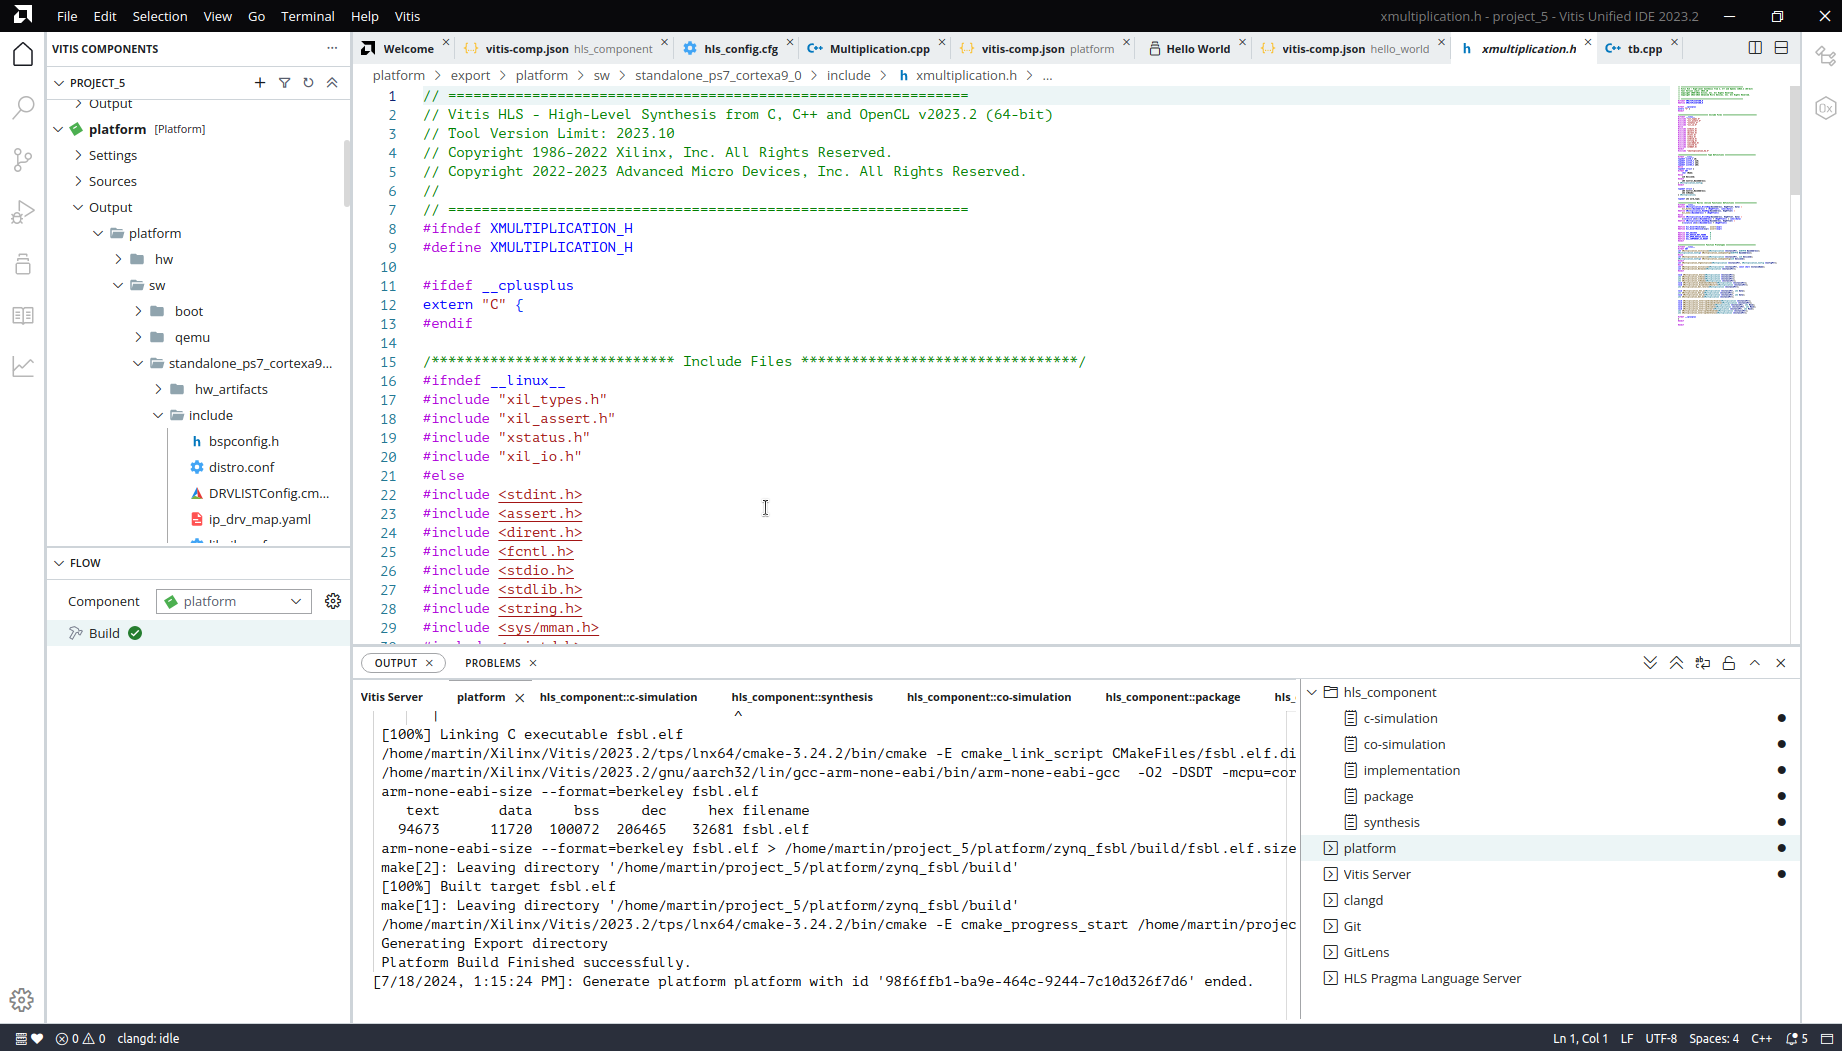 File Edit Selection View Go Terminal Help Vitis
xmultiplication.h - project_5 - Vitis Unified IDE 2023.2
VITIS COMPONENTS
PROJECT_5
Output
platform [Platform]
Settings
Sources
Output
platform
hw
sw
boot
qemu
standalone_ps7_cortexa9...
hw_artifacts
include
bspconfig.h
distro.conf
DRVLISTConfig.cm...
ip_drv_map.yaml
FLOW
Component platform
Build
Welcome vitis-comp.json hls_component hls_config.cfg Multiplication.cpp vitis-comp.json platform Hello World vitis-comp.json hello_world xmultiplication.h tb.cpp
platform > export > platform > sw > standalone_ps7_cortexa9_0 > include > xmultiplication.h > ...
1 // ==============================================================
2 // Vitis HLS - High-Level Synthesis from C, C++ and OpenCL v2023.2 (64-bit)
3 // Tool Version Limit: 2023.10
4 // Copyright 1986-2022 Xilinx, Inc. All Rights Reserved.
5 // Copyright 2022-2023 Advanced Micro Devices, Inc. All Rights Reserved.
6 //
7 // ==============================================================
8 #ifndef XMULTIPLICATION_H
9 #define XMULTIPLICATION_H
10
11 #ifdef __cplusplus
12 extern "C" {
13 #endif
14
15 /***************************** Include Files *********************************/
16 #ifndef __linux__
17 #include "xil_types.h"
18 #include "xil_assert.h"
19 #include "xstatus.h"
20 #include "xil_io.h"
21 #else
22 #include <stdint.h>
23 #include <assert.h>
24 #include <dirent.h>
25 #include <fcntl.h>
26 #include <stdio.h>
27 #include <stdlib.h>
28 #include <string.h>
29 #include <sys/mman.h>
OUTPUT PROBLEMS
Vitis Server platform hls_component::c-simulation hls_component::synthesis hls_component::co-simulation hls_component::package hls_
| ^
[100%] Linking C executable fsbl.elf
/home/martin/Xilinx/Vitis/2023.2/tps/lnx64/cmake-3.24.2/bin/cmake -E cmake_link_script CMakeFiles/fsbl.elf.di
/home/martin/Xilinx/Vitis/2023.2/gnu/aarch32/lin/gcc-arm-none-eabi/bin/arm-none-eabi-gcc -O2 -DSDT -mcpu=cor
arm-none-eabi-size --format=berkeley fsbl.elf
text data bss dec hex filename
94673 11720 100072 206465 32681 fsbl.elf
arm-none-eabi-size --format=berkeley fsbl.elf > /home/martin/project_5/platform/zynq_fsbl/build/fsbl.elf.size
make[2]: Leaving directory '/home/martin/project_5/platform/zynq_fsbl/build'
[100%] Built target fsbl.elf
make[1]: Leaving directory '/home/martin/project_5/platform/zynq_fsbl/build'
/home/martin/Xilinx/Vitis/2023.2/tps/lnx64/cmake-3.24.2/bin/cmake -E cmake_progress_start /home/martin/projec
Generating Export directory
Platform Build Finished successfully.
[7/18/2024, 1:15:24 PM]: Generate platform platform with id '98f6ffb1-ba9e-464c-9244-7c10d326f7d6' ended.
hls_component
c-simulation
co-simulation
implementation
package
synthesis
platform
Vitis Server
clangd
Git
GitLens
HLS Pragma Language Server
0 0 clangd: idle
Ln 1, Col 1 LF UTF-8 Spaces: 4 C++ 5